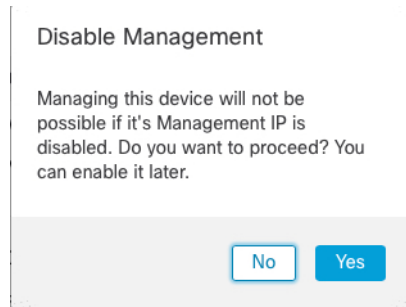 Disable Management
Managing this device will not be
possible if it's Management IP is
disabled. Do you want to proceed? You
can enable it later.
No
Yes